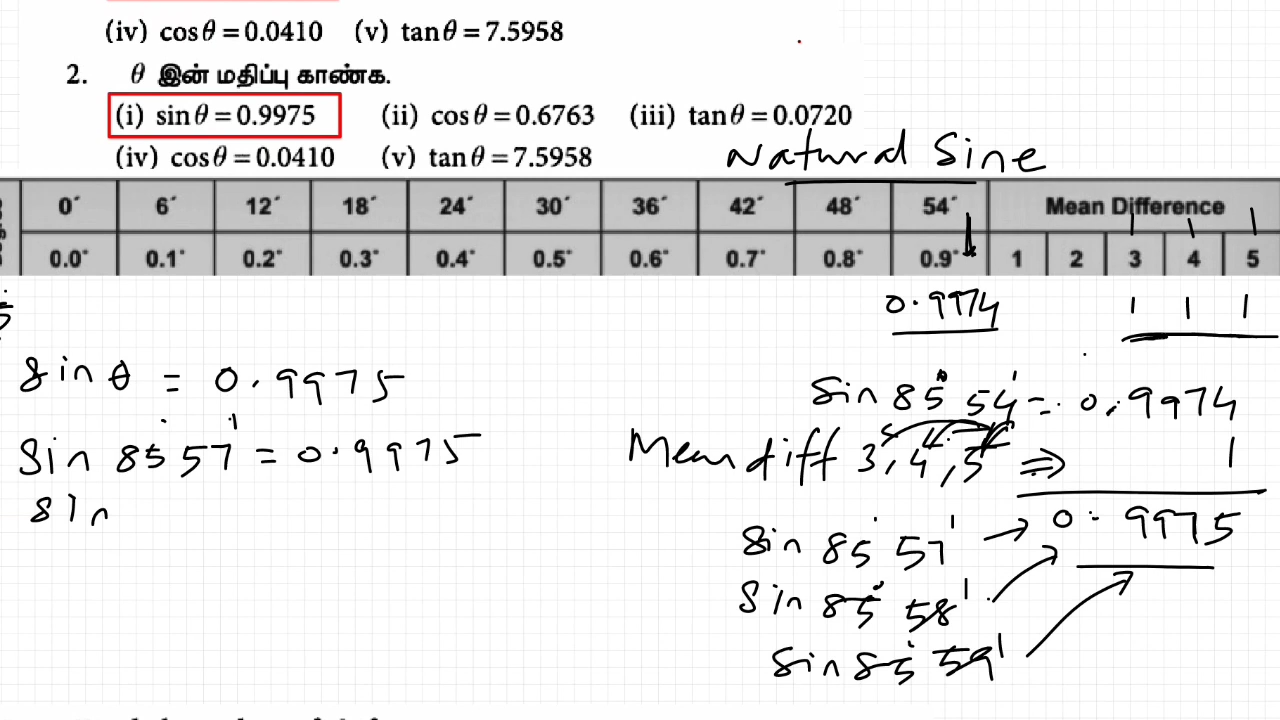 (iv) cosθ = 0.0410 (v) tanθ = 7.5958
2. θ இன் மதிப்பு காண்க.
(i) sinθ = 0.9975 (ii) cosθ = 0.6763 (iii) tanθ = 0.0720
(iv) cosθ = 0.0410 (v) tanθ = 7.5958
Natural Sine
0′ 6′ 12′ 18′ 24′ 30′ 36′ 42′ 48′ 54′ Mean Difference
0.0° 0.1° 0.2° 0.3° 0.4° 0.5° 0.6° 0.7° 0.8° 0.9° 1 2 3 4 5
0.9974 1 1 1
sin θ = 0.9975
sin 85° 57′ = 0.9975
sin
sin 85° 54′ = 0.9974
Mean diff 3, 4, 5 ⇒ 1
sin 85° 57′ → 0.9975
sin 85° 58′
sin 85° 59′